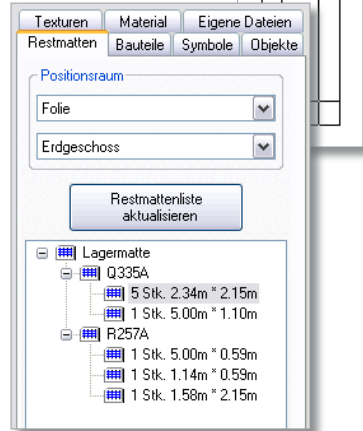 Texturen Material Eigene Dateien
Restmatten Bauteile Symbole Objekte
Positionsraum
Folie
Erdgeschoss
Restmattenliste
aktualisieren
Lagermatte
Q335A
5 Stk. 2.34m * 2.15m
1 Stk. 5.00m * 1.10m
R257A
1 Stk. 5.00m * 0.59m
1 Stk. 1.14m * 0.59m
1 Stk. 1.58m * 2.15m